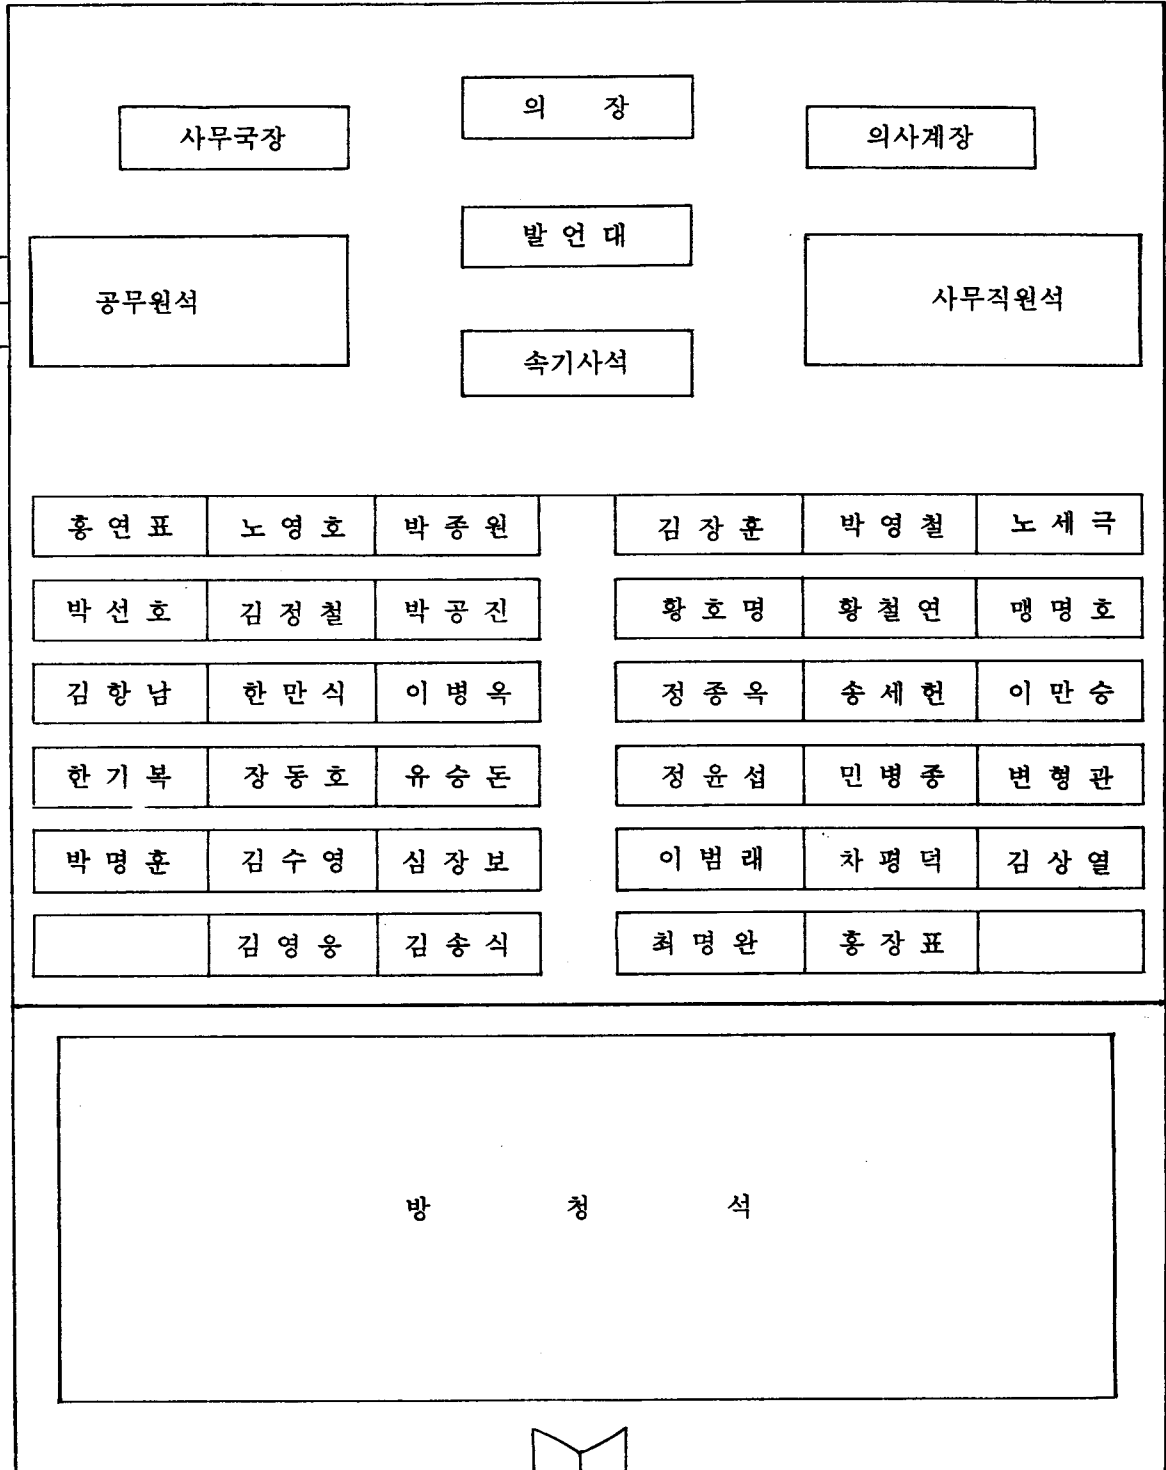 의 장
사무국장 의사계장
발 언 대
공무원석 사무직원석
속기사석
홍 연 표 노 영 호 박 종 원 김 장 훈 박 영 철 노 세 극
박 선 호 김 정 철 박 공 진 황 호 명 황 철 연 맹 명 호
김 항 남 한 만 식 이 병 옥 정 종 옥 송 세 헌 이 만 승
한 기 복 장 동 호 유 승 돈 정 윤 섭 민 병 종 변 형 관
박 명 훈 김 수 영 심 장 보 이 범 래 차 평 덕 김 상 열
김 영 웅 김 송 식 최 명 완 홍 장 표
방 청 석